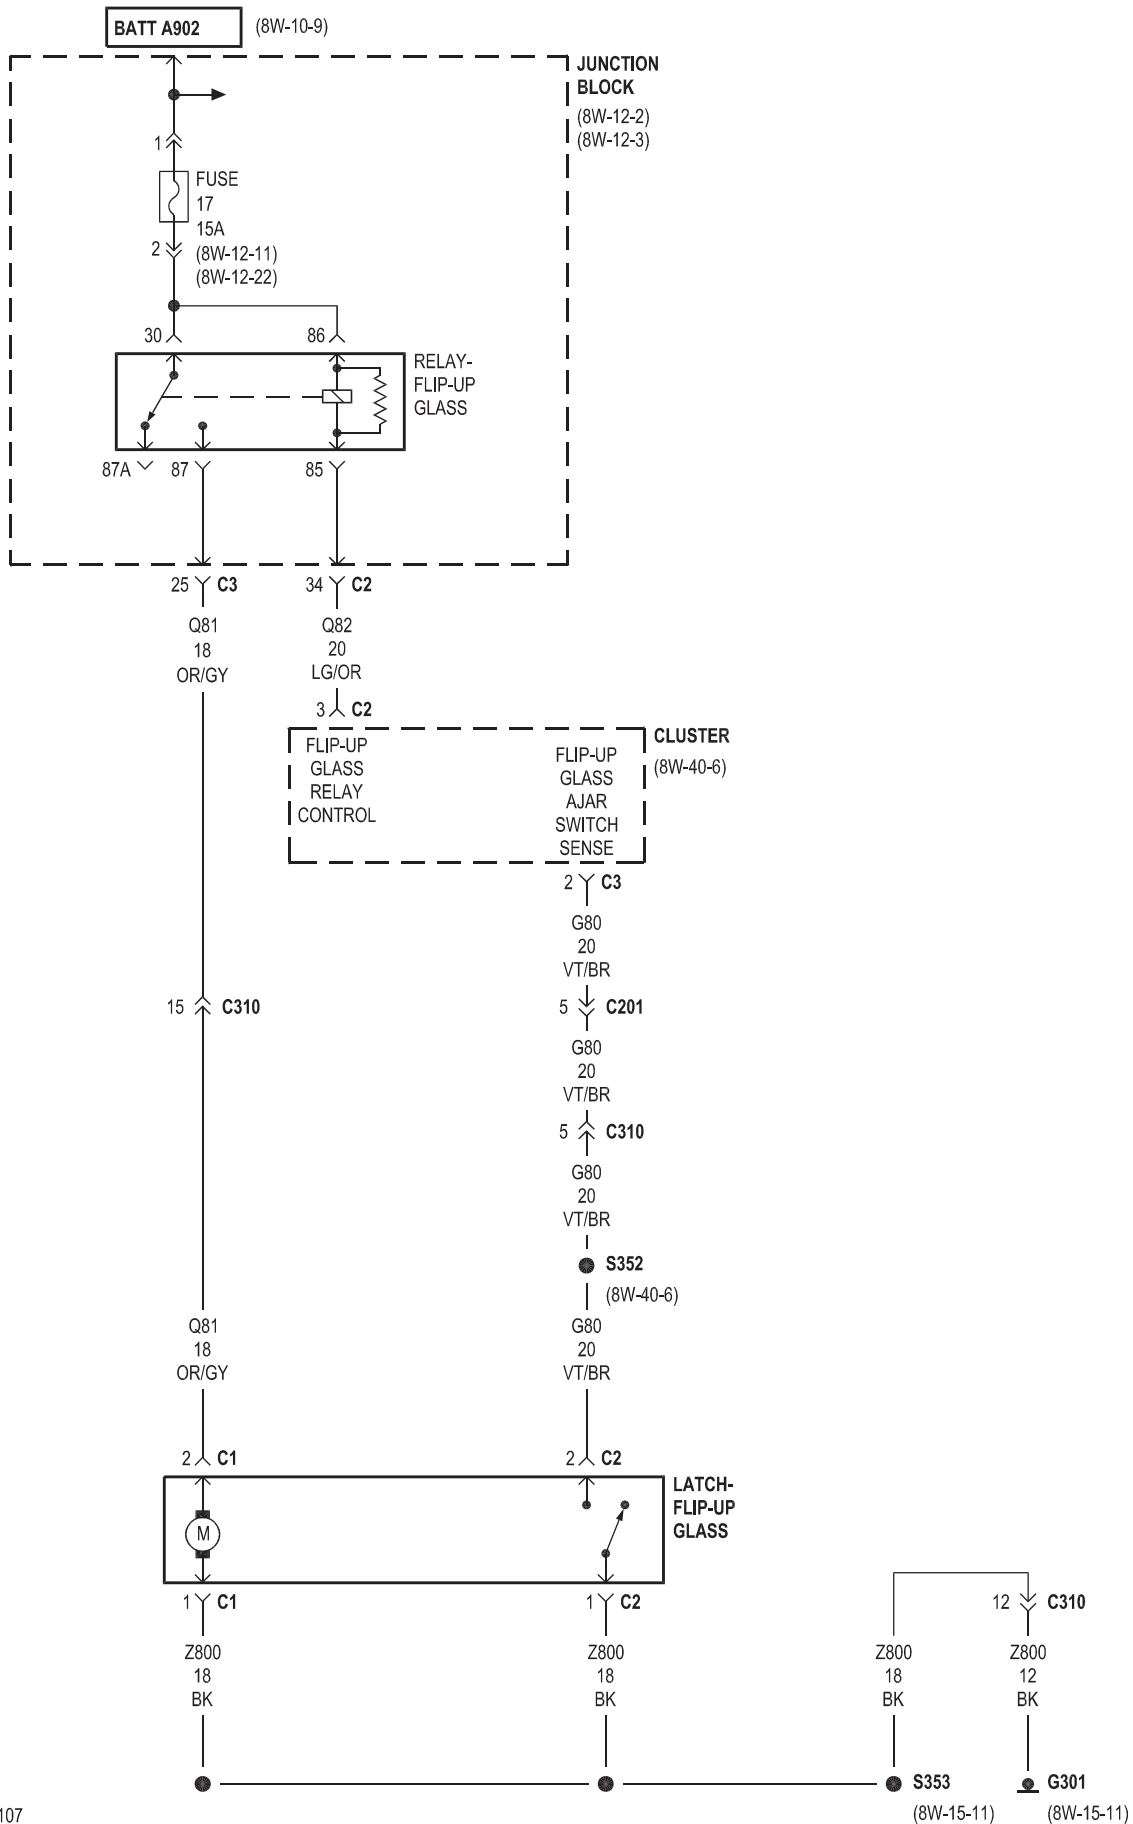 BATT A902 (8W-10-9)
JUNCTION
BLOCK
(8W-12-2)
(8W-12-3)
1
FUSE
17
15A
2 (8W-12-11)
(8W-12-22)
30 86
RELAY-
FLIP-UP
GLASS
87A 87 85
25 C3 34 C2
Q81 Q82
18 20
OR/GY LG/OR
3 C2
CLUSTER
(8W-40-6)
FLIP-UP
GLASS
RELAY
CONTROL
FLIP-UP
GLASS
AJAR
SWITCH
SENSE
2 C3
G80
20
VT/BR
15 C310 5 C201
G80
20
VT/BR
5 C310
G80
20
VT/BR
S352
(8W-40-6)
Q81 G80
18 20
OR/GY VT/BR
2 C1 2 C2
LATCH-
FLIP-UP
GLASS
M
1 C1 1 C2 12 C310
Z800 Z800 Z800 Z800
18 18 18 12
BK BK BK BK
S353 G301
(8W-15-11) (8W-15-11)
107